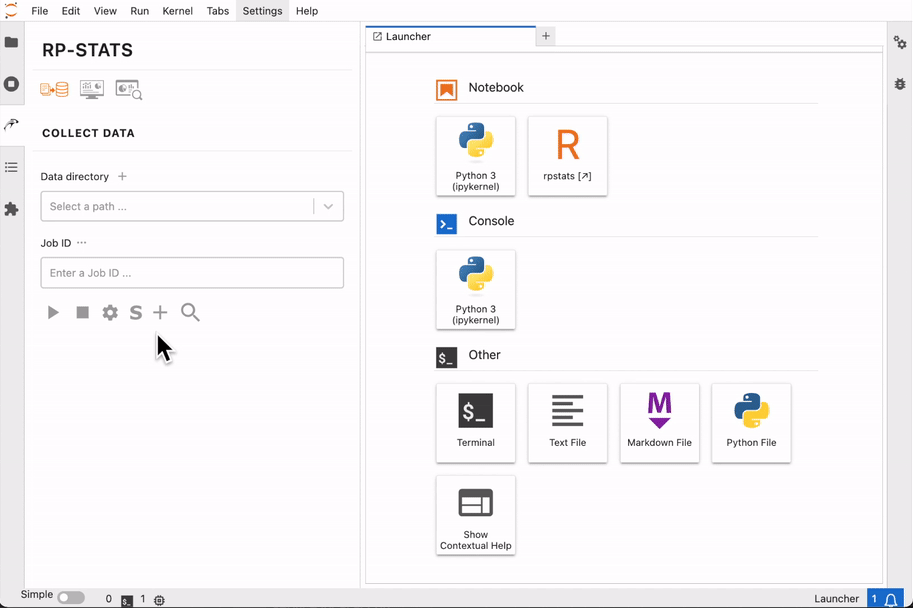 File Edit View Run Kernel Tabs Settings Help
RP-STATS
COLLECT DATA
Data directory +
Select a path ...
Job ID ...
Enter a Job ID ...
S
Launcher
Notebook
Python 3
(ipykernel)
R
rpstats [↗]
Console
Python 3
(ipykernel)
$_ Other
$_
Terminal
Text File
M
Markdown File
Python File
Show
Contextual Help
Simple 0 $_ 1
Launcher 1